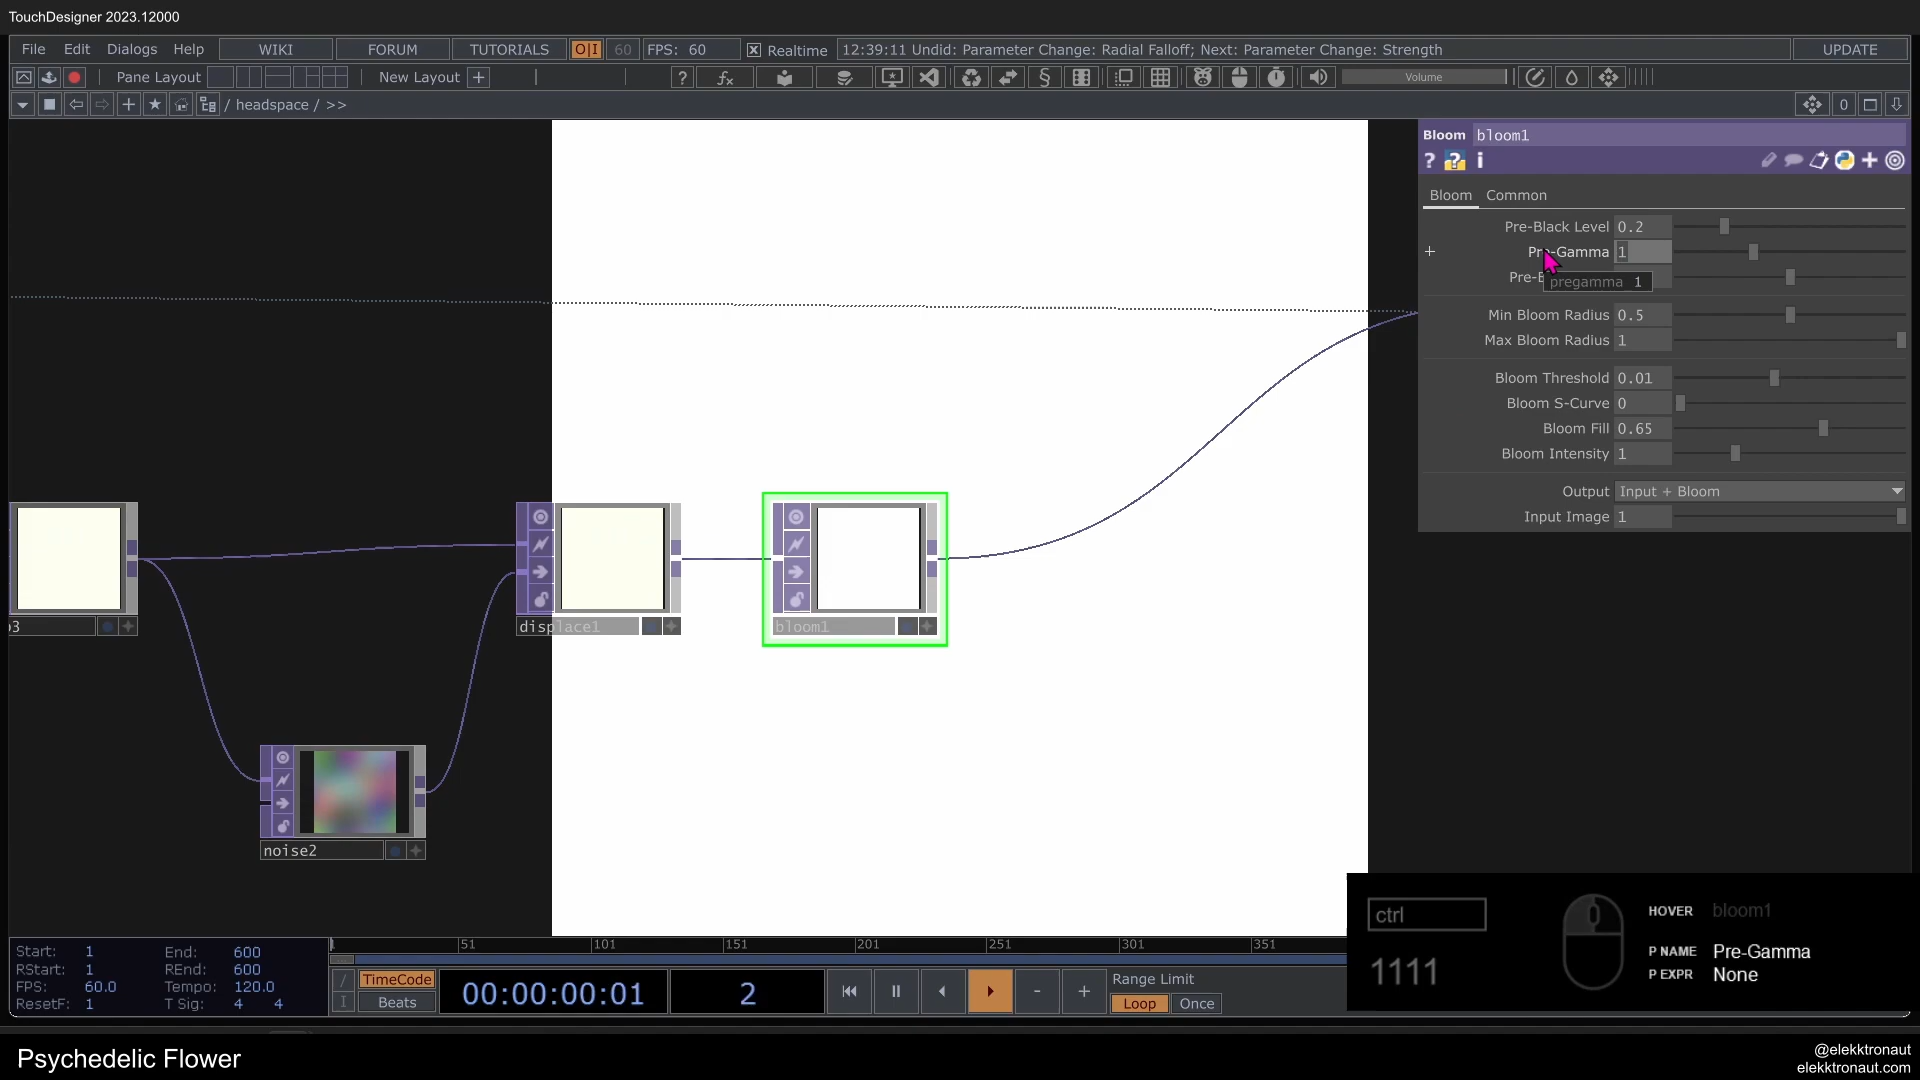 TouchDesigner 2023.12000
File Edit Dialogs Help WIKI FORUM TUTORIALS O|I 60 FPS: 60 Realtime 12:39:11 Undid: Parameter Change: Radial Falloff; Next: Parameter Change: Strength UPDATE
Pane Layout New Layout + ? fx Volume
/ headspace / >> 0
Bloom bloom1
Bloom Common
Pre-Black Level 0.2
Pre-Gamma 1
pregamma 1
Min Bloom Radius 0.5
Max Bloom Radius 1
Bloom Threshold 0.01
Bloom S-Curve 0
Bloom Fill 0.65
Bloom Intensity 1
Output Input + Bloom
Input Image 1
displace1
bloom1
noise2
ctrl
1111
HOVER bloom1
P NAME Pre-Gamma
P EXPR None
1 51 101 151 201 251 301 351
Start: 1 End: 600
RStart: 1 REnd: 600
FPS: 60.0 Tempo: 120.0
ResetF: 1 T Sig: 4 4
TimeCode
Beats
00:00:00:01
2
Range Limit
Loop Once
Psychedelic Flower
@elekktronaut
elekktronaut.com